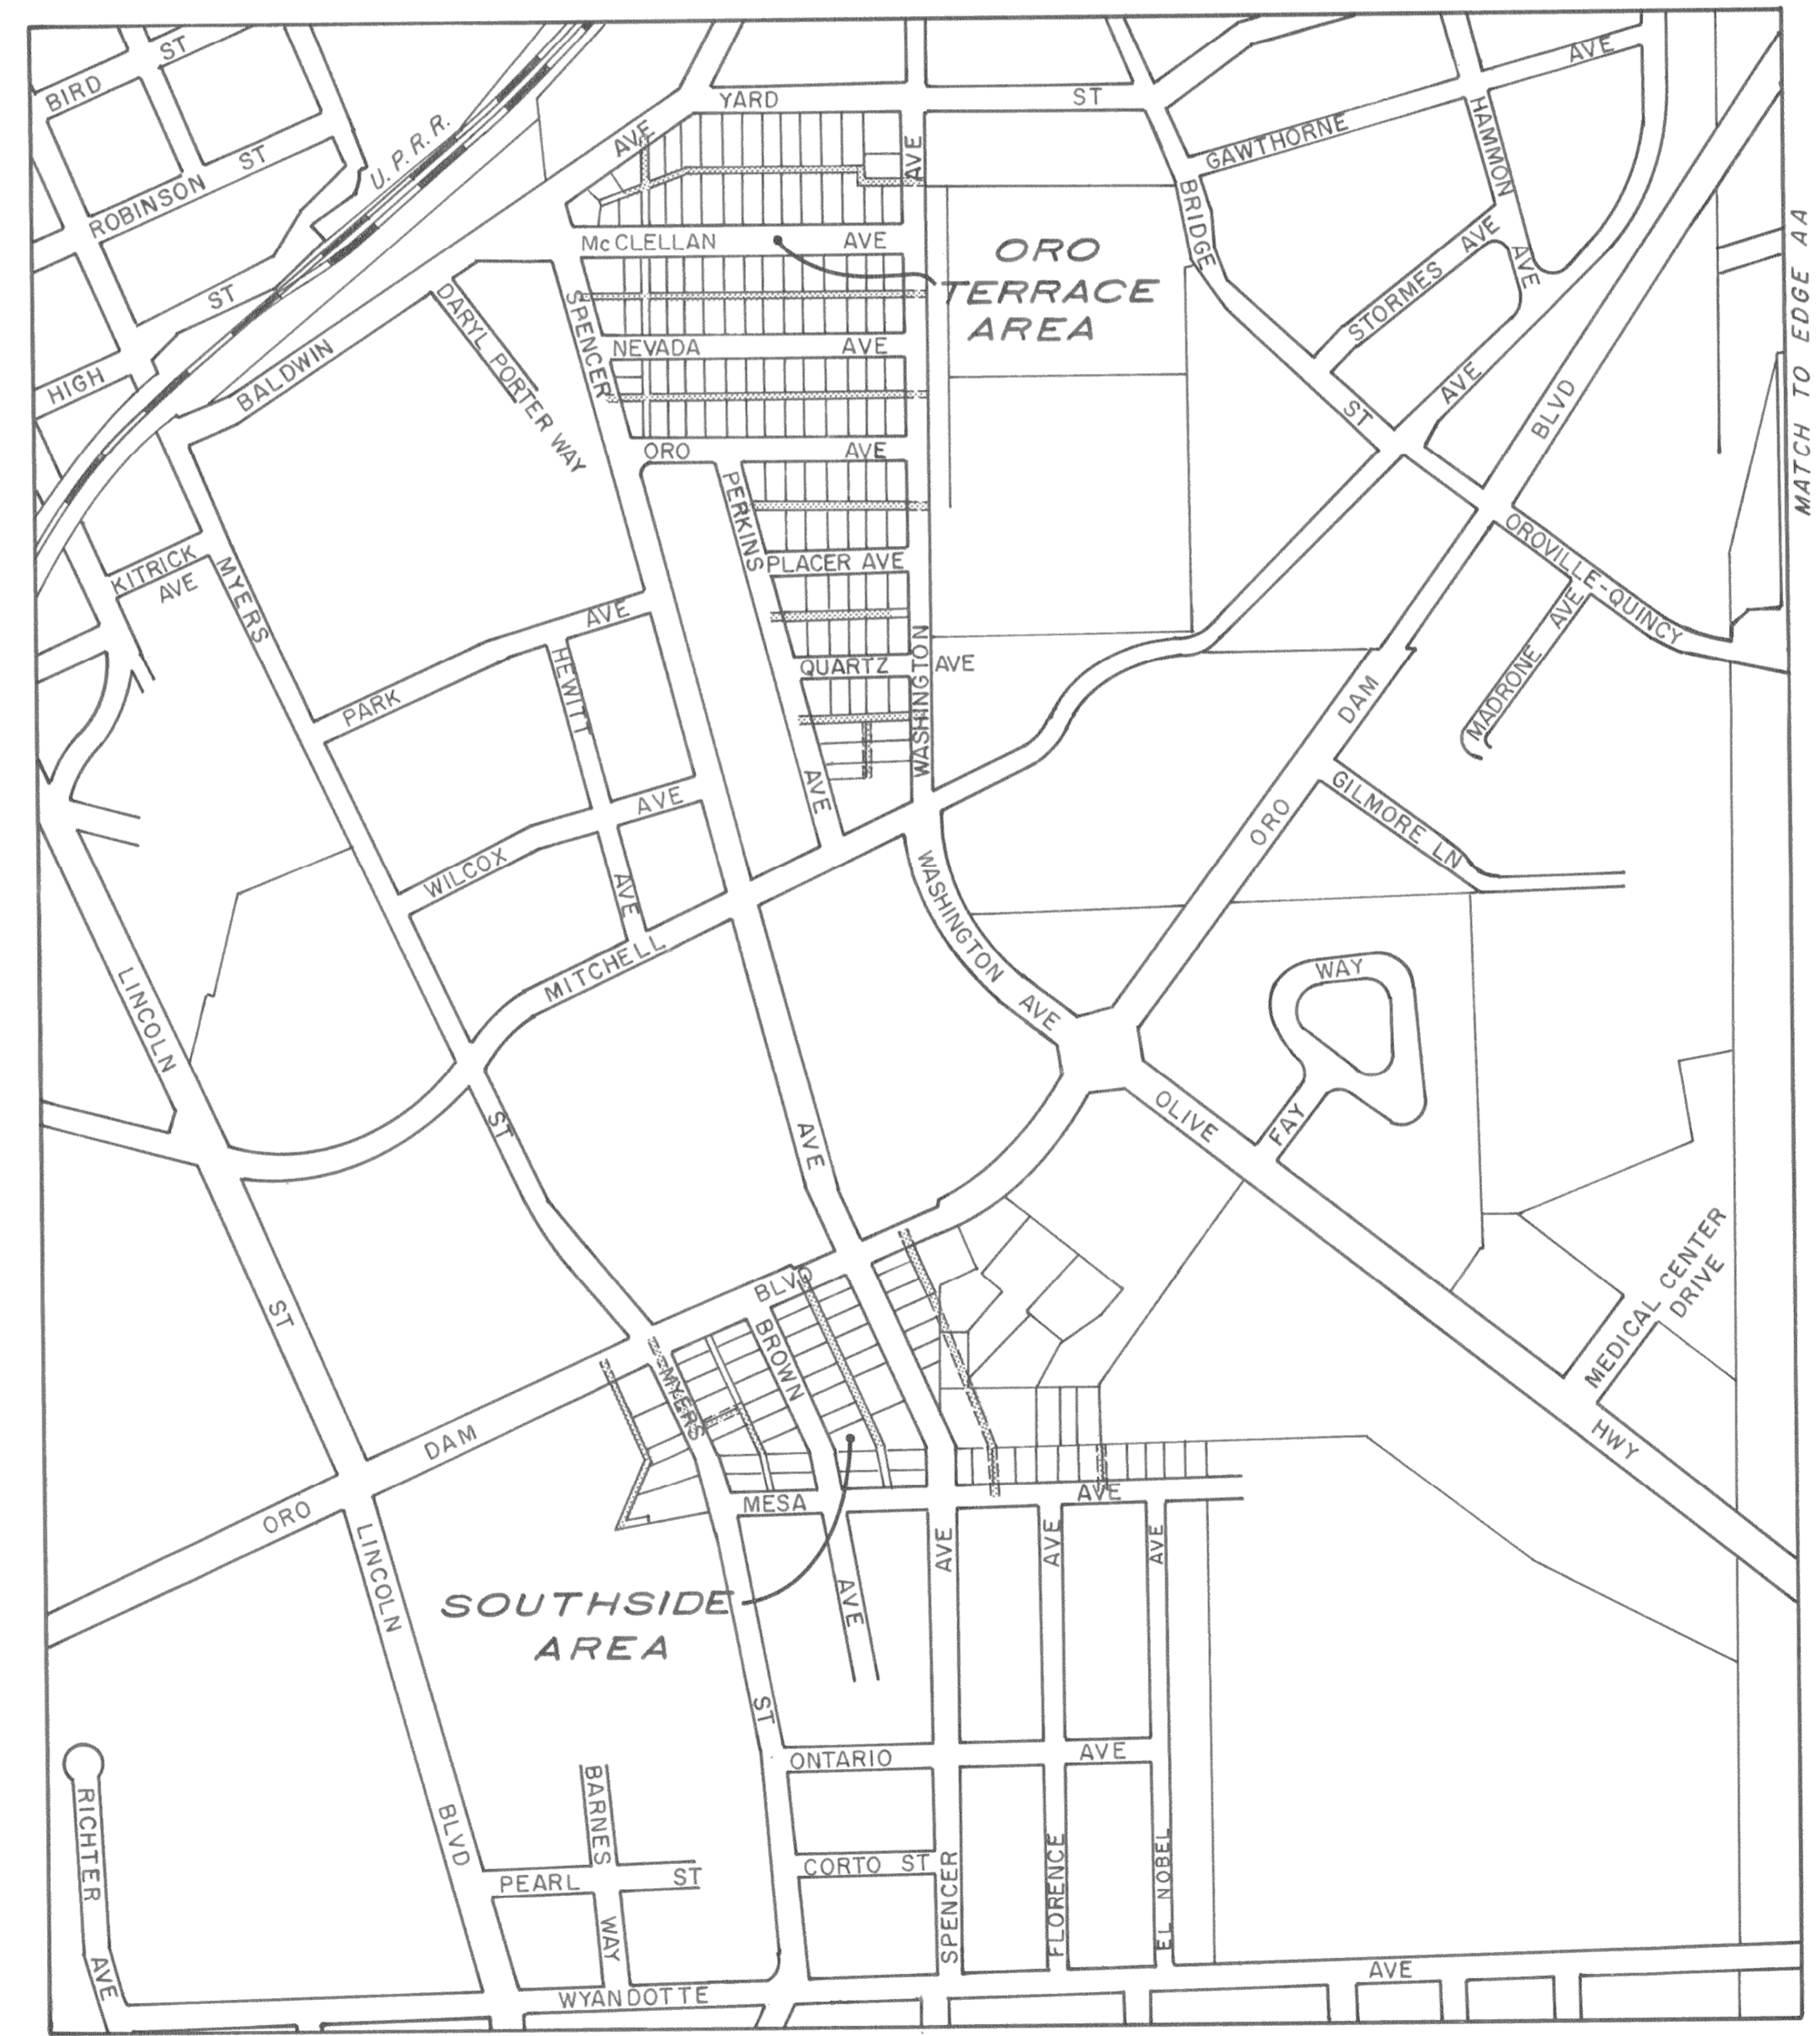 BIRD ST
YARD ST
AVE
AVE
AVE
HAMMON
GAWTHORNE
U.P.R.R.
ROBINSON ST
BRIDGE
McCLELLAN AVE
ORO
TERRACE
AREA
STORMES AVE
AVE
MATCH TO EDGE AA
ST
DARYL PORTER WAY
SPENCER
NEVADA AVE
BALDWIN
HIGH
AVE
ST
BLVD
ORO AVE
PERKINS
PLACER AVE
OROVILLE-QUINCY
KITRICK
AVE
MYERS
AVE
MADRONE AVE
HEWITT
QUARTZ AVE
WASHINGTON
PARK
DAM
AVE
AVE
ORO
GILMORE LN
WILCOX
AVE
WASHINGTON AVE
MITCHELL
LINCOLN
WAY
FAY
OLIVE
ST
AVE
MEDICAL CENTER
DRIVE
BLVD
ST
BROWN
MYERS
DAM
HWY
MESA AVE
ORO
LINCOLN
AVE
AVE
AVE
AVE
SOUTHSIDE
AREA
ST
ONTARIO AVE
BARNES
RICHTER
BLVD
CORTO ST
PEARL ST
SPENCER
FLORENCE
EL NOBEL
WAY
AVE
AVE
WYANDOTTE